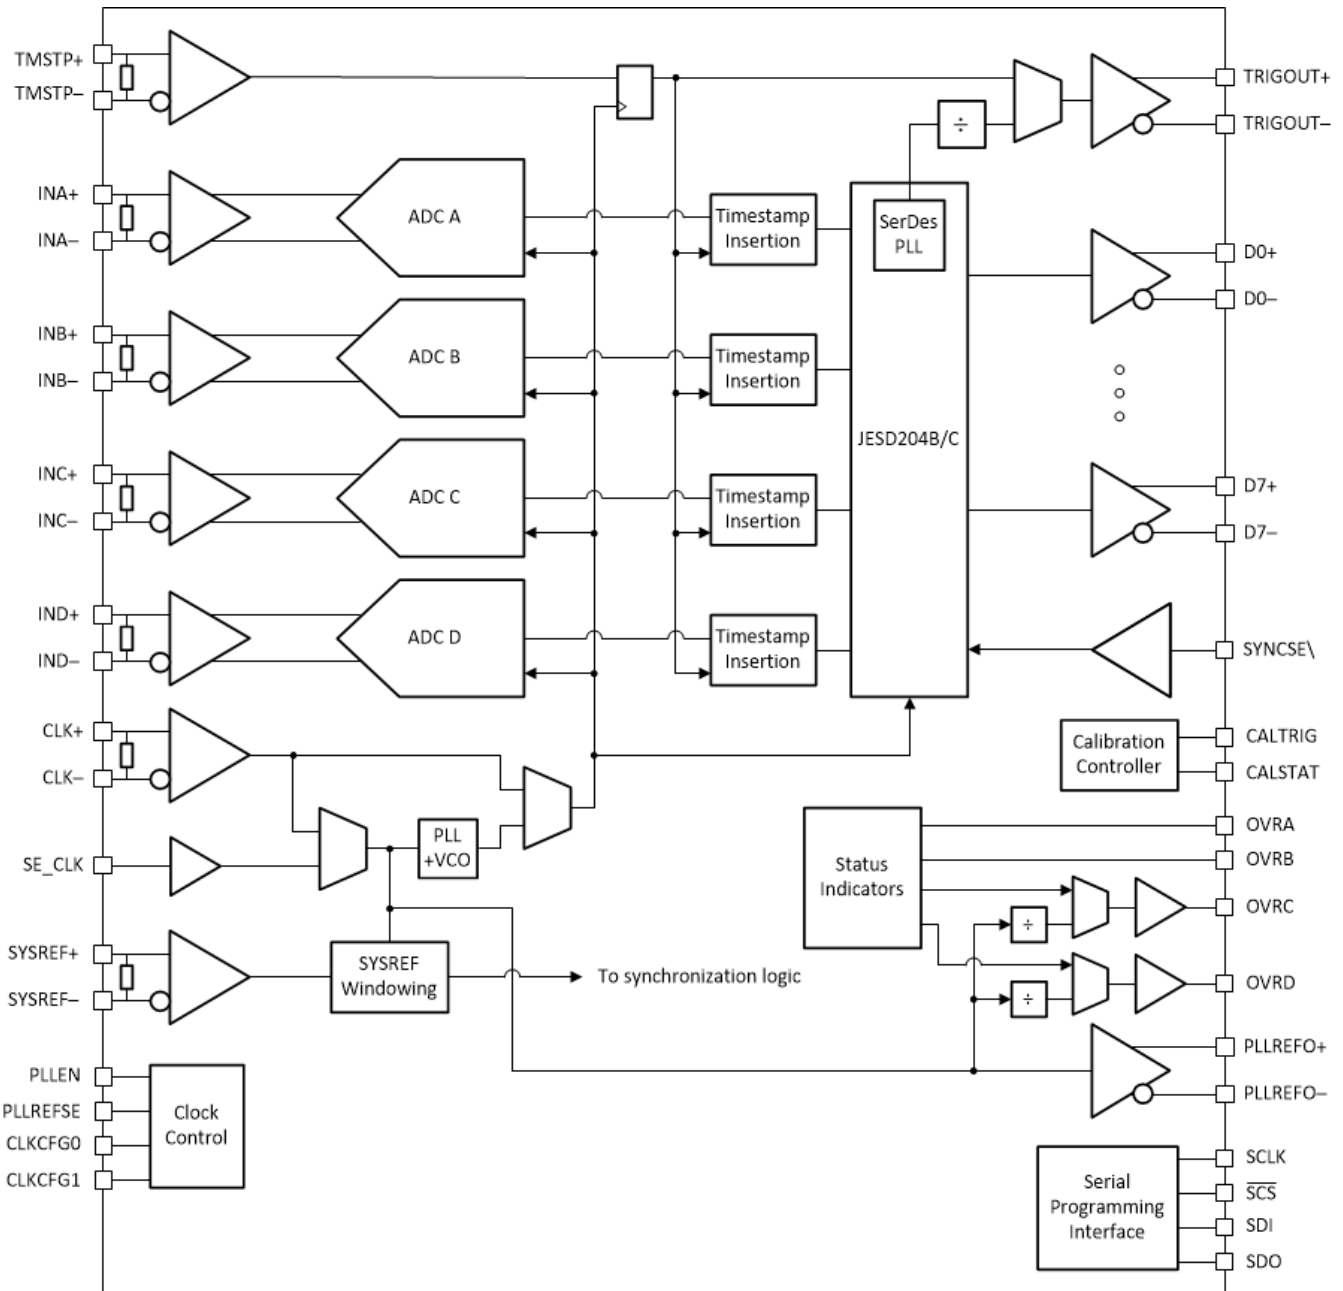 TMSTP+
TMSTP–
INA+
INA–
INB+
INB–
INC+
INC–
IND+
IND–
CLK+
CLK–
SE_CLK
SYSREF+
SYSREF–
PLLEN
PLLREFSE
CLKCFG0
CLKCFG1
ADC A
ADC B
ADC C
ADC D
PLL
+VCO
SYSREF
Windowing
To synchronization logic
Clock
Control
Timestamp
Insertion
Timestamp
Insertion
Timestamp
Insertion
Timestamp
Insertion
÷
SerDes
PLL
JESD204B/C
Calibration
Controller
Status
Indicators
÷
÷
Serial
Programming
Interface
TRIGOUT+
TRIGOUT–
D0+
D0–
D7+
D7–
SYNCSE\
CALTRIG
CALSTAT
OVRA
OVRB
OVRC
OVRD
PLLREFO+
PLLREFO–
SCLK
SCS
SDI
SDO